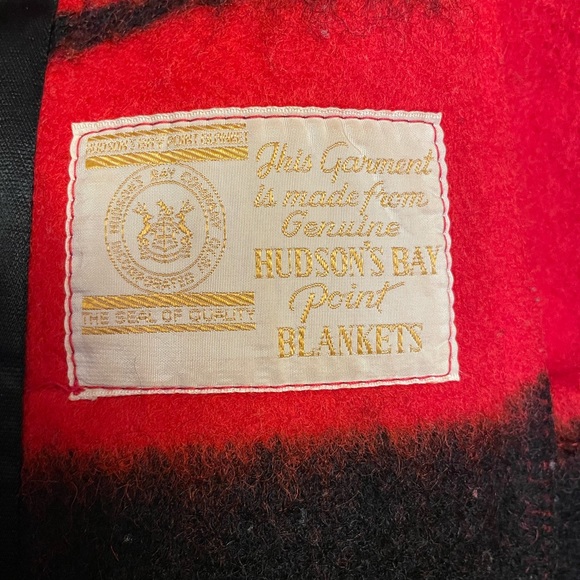 HUDSON'S BAY POINT BLANKETS
HUDSON'S BAY COMPANY
INCORPORATED 1670
THE SEAL OF QUALITY
This Garment
is made from
Genuine
HUDSON'S BAY
Point
BLANKETS